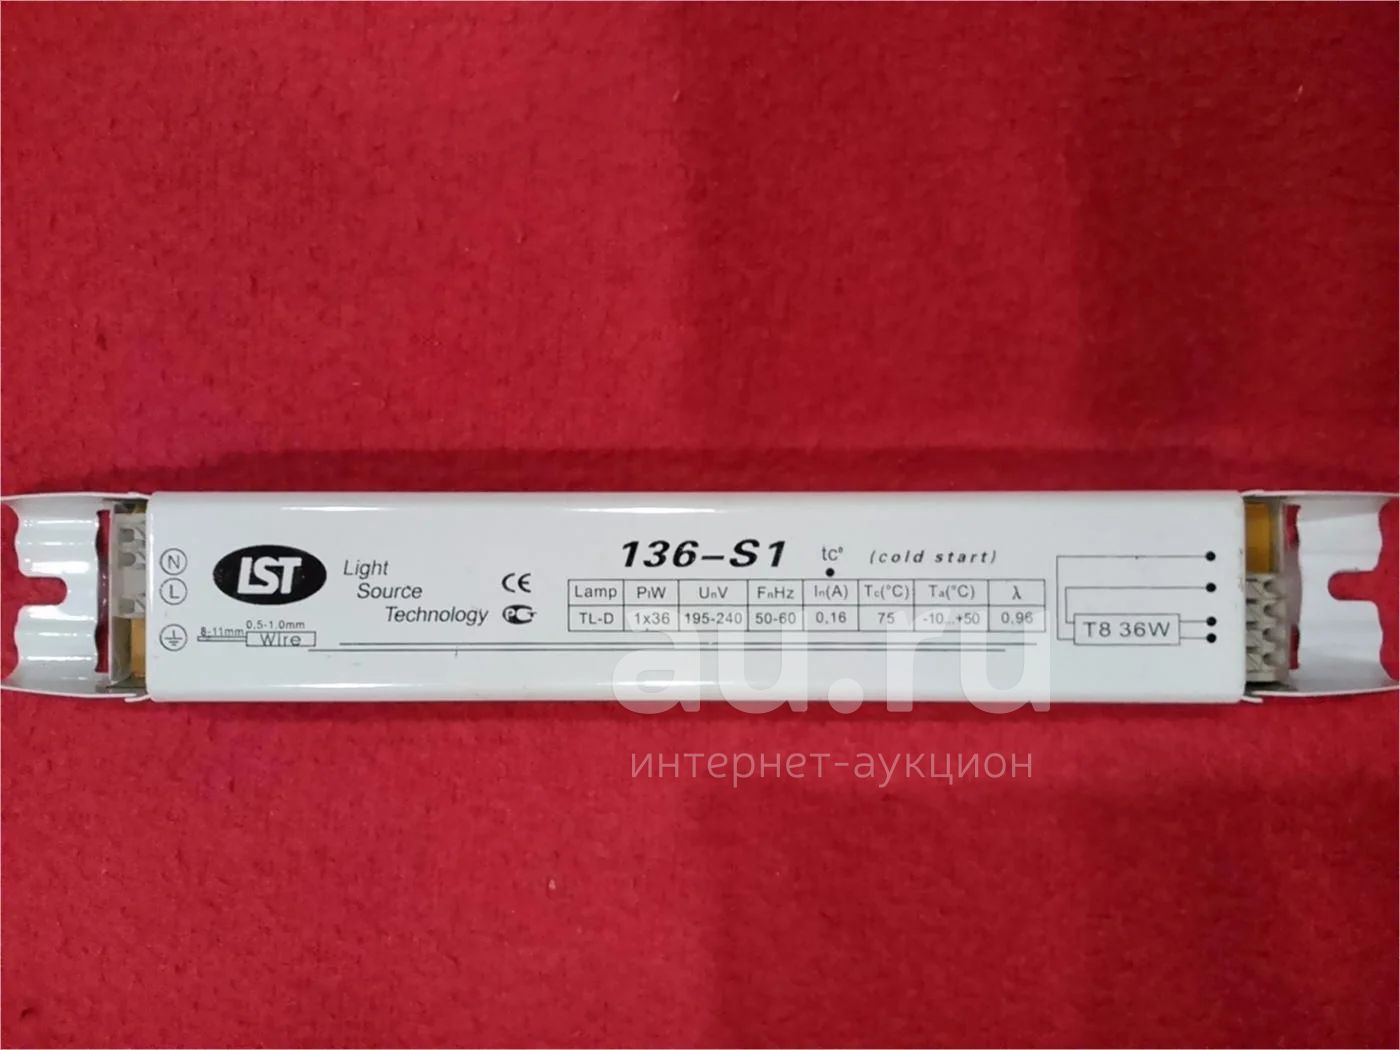 N
L
LST
Light
Source
Technology
8-11mm 0.5-1.0mm
Wire
CE
РСТ
136-S1 tc° (cold start)
Lamp PiW UnV FnHz In(A) Tc(°C) Ta(°C) λ
TL-D 1x36 195-240 50-60 0.16 75 -10...+50 0.96
T8 36W
au.ru
интернет-аукцион